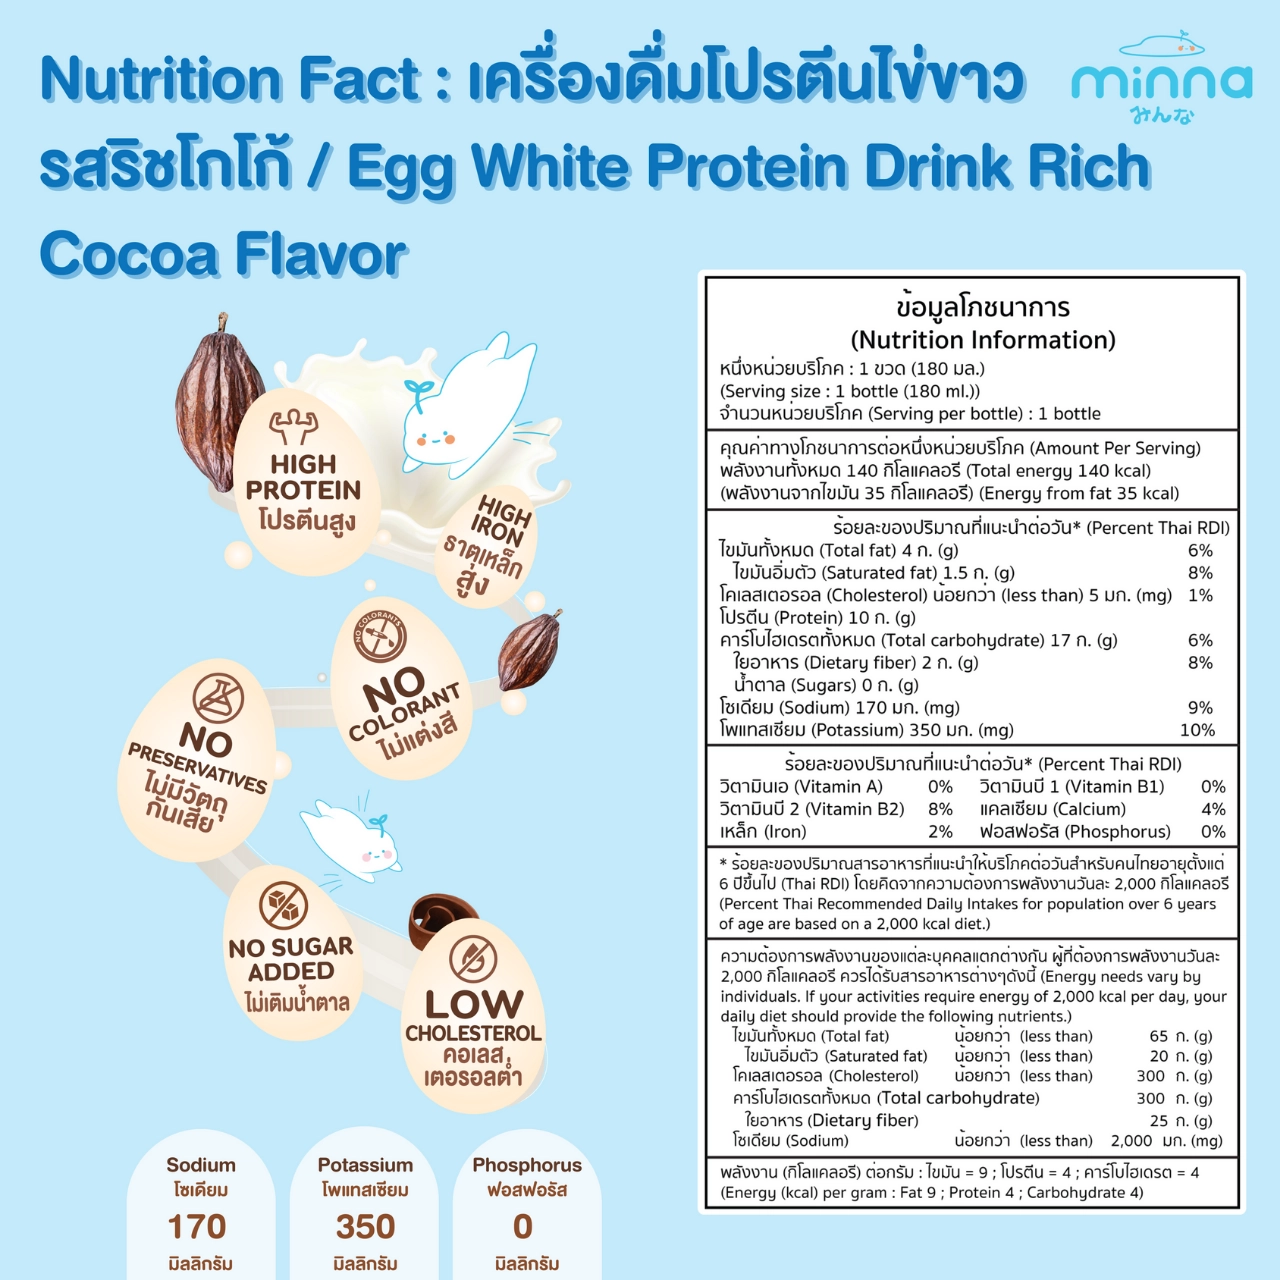 Nutrition Fact : เครื่องดื่มโปรตีนไข่ขาว
รสริชโกโก้ / Egg White Protein Drink Rich
Cocoa Flavor
minna
みんな
HIGH
PROTEIN
โปรตีนสูง
HIGH
IRON
ธาตุเหล็ก
สูง
NO COLORANTS
NO
COLORANT
ไม่แต่งสี
NO
PRESERVATIVES
ไม่มีวัตถุ
กันเสีย
NO SUGAR
ADDED
ไม่เติมน้ำตาล
LOW
CHOLESTEROL
คอเลส
เตอรอลต่ำ
Sodium
โซเดียม
170
มิลลิกรัม
Potassium
โพแทสเซียม
350
มิลลิกรัม
Phosphorus
ฟอสฟอรัส
0
มิลลิกรัม
ข้อมูลโภชนาการ
(Nutrition Information)
หนึ่งหน่วยบริโภค : 1 ขวด (180 มล.)
(Serving size : 1 bottle (180 ml.))
จำนวนหน่วยบริโภค (Serving per bottle) : 1 bottle
คุณค่าทางโภชนาการต่อหนึ่งหน่วยบริโภค (Amount Per Serving)
พลังงานทั้งหมด 140 กิโลแคลอรี (Total energy 140 kcal)
(พลังงานจากไขมัน 35 กิโลแคลอรี) (Energy from fat 35 kcal)
ร้อยละของปริมาณที่แนะนำต่อวัน* (Percent Thai RDI)
ไขมันทั้งหมด (Total fat) 4 ก. (g) 6%
ไขมันอิ่มตัว (Saturated fat) 1.5 ก. (g) 8%
โคเลสเตอรอล (Cholesterol) น้อยกว่า (less than) 5 มก. (mg) 1%
โปรตีน (Protein) 10 ก. (g)
คาร์โบไฮเดรตทั้งหมด (Total carbohydrate) 17 ก. (g) 6%
ใยอาหาร (Dietary fiber) 2 ก. (g) 8%
น้ำตาล (Sugars) 0 ก. (g)
โซเดียม (Sodium) 170 มก. (mg) 9%
โพแทสเซียม (Potassium) 350 มก. (mg) 10%
ร้อยละของปริมาณที่แนะนำต่อวัน* (Percent Thai RDI)
วิตามินเอ (Vitamin A) 0% วิตามินบี 1 (Vitamin B1) 0%
วิตามินบี 2 (Vitamin B2) 8% แคลเซียม (Calcium) 4%
เหล็ก (Iron) 2% ฟอสฟอรัส (Phosphorus) 0%
* ร้อยละของปริมาณสารอาหารที่แนะนำให้บริโภคต่อวันสำหรับคนไทยอายุตั้งแต่
6 ปีขึ้นไป (Thai RDI) โดยคิดจากความต้องการพลังงานวันละ 2,000 กิโลแคลอรี
(Percent Thai Recommended Daily Intakes for population over 6 years
of age are based on a 2,000 kcal diet.)
ความต้องการพลังงานของแต่ละบุคคลแตกต่างกัน ผู้ที่ต้องการพลังงานวันละ
2,000 กิโลแคลอรี ควรได้รับสารอาหารต่างๆดังนี้ (Energy needs vary by
individuals. If your activities require energy of 2,000 kcal per day, your
daily diet should provide the following nutrients.)
ไขมันทั้งหมด (Total fat) น้อยกว่า (less than) 65 ก. (g)
ไขมันอิ่มตัว (Saturated fat) น้อยกว่า (less than) 20 ก. (g)
โคเลสเตอรอล (Cholesterol) น้อยกว่า (less than) 300 ก. (g)
คาร์โบไฮเดรตทั้งหมด (Total carbohydrate) 300 ก. (g)
ใยอาหาร (Dietary fiber) 25 ก. (g)
โซเดียม (Sodium) น้อยกว่า (less than) 2,000 มก. (mg)
พลังงาน (กิโลแคลอรี) ต่อกรัม : ไขมัน = 9 ; โปรตีน = 4 ; คาร์โบไฮเดรต = 4
(Energy (kcal) per gram : Fat 9 ; Protein 4 ; Carbohydrate 4)